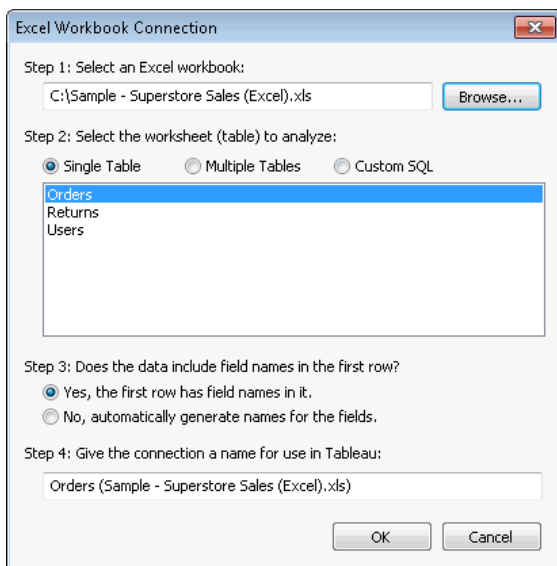 Excel Workbook Connection
Step 1: Select an Excel workbook:
C:\Sample - Superstore Sales (Excel).xls
Browse...
Step 2: Select the worksheet (table) to analyze:
Single Table Multiple Tables Custom SQL
Orders
Returns
Users
Step 3: Does the data include field names in the first row?
Yes, the first row has field names in it.
No, automatically generate names for the fields.
Step 4: Give the connection a name for use in Tableau:
Orders (Sample - Superstore Sales (Excel).xls)
OK Cancel